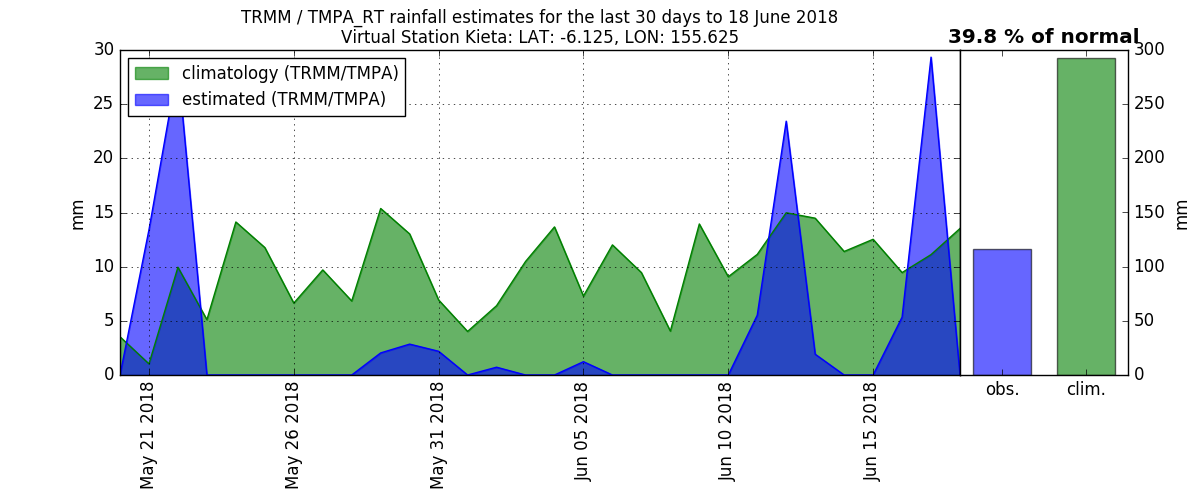 TRMM / TMPA_RT rainfall estimates for the last 30 days to 18 June 2018
Virtual Station Kieta: LAT: -6.125, LON: 155.625
39.8 % of normal
climatology (TRMM/TMPA)
estimated (TRMM/TMPA)
30
25
20
15
10
5
0
mm
May 21 2018
May 26 2018
May 31 2018
Jun 05 2018
Jun 10 2018
Jun 15 2018
obs.
clim.
300
250
200
150
100
50
0
mm